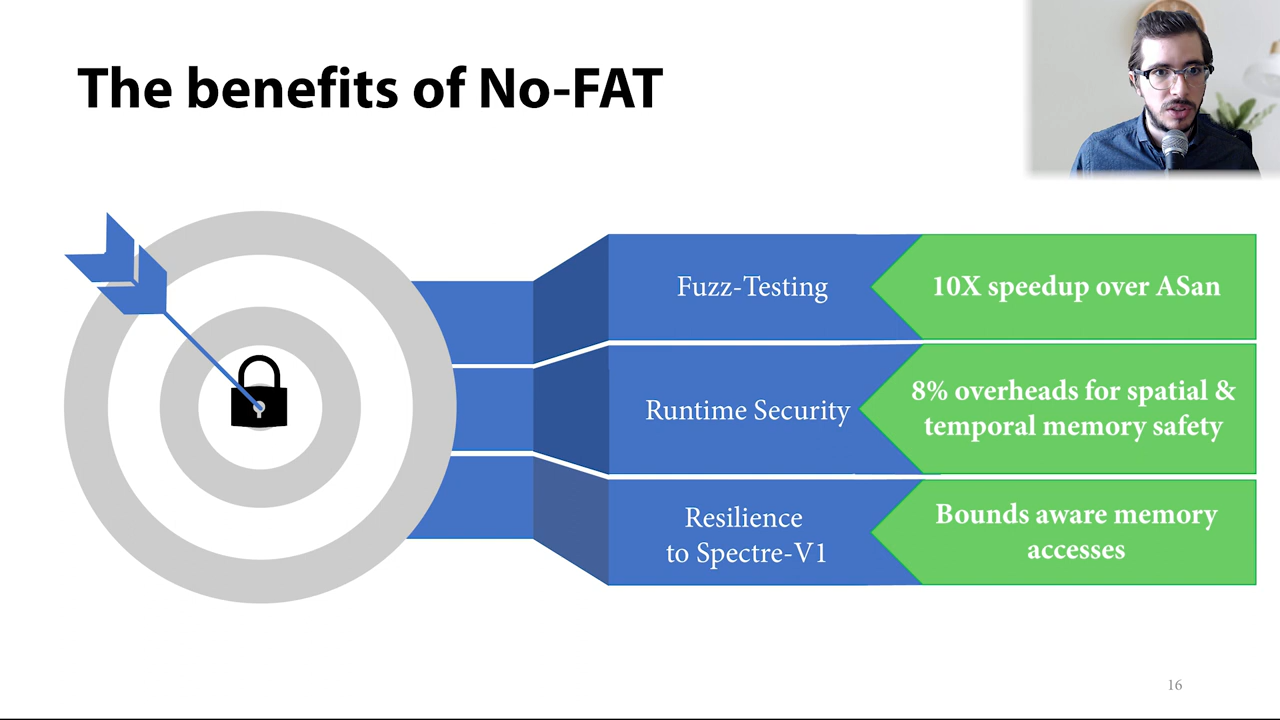 The benefits of No-FAT
Fuzz-Testing
10X speedup over ASan
Runtime Security
8% overheads for spatial &
temporal memory safety
Resilience
to Spectre-V1
Bounds aware memory
accesses
16